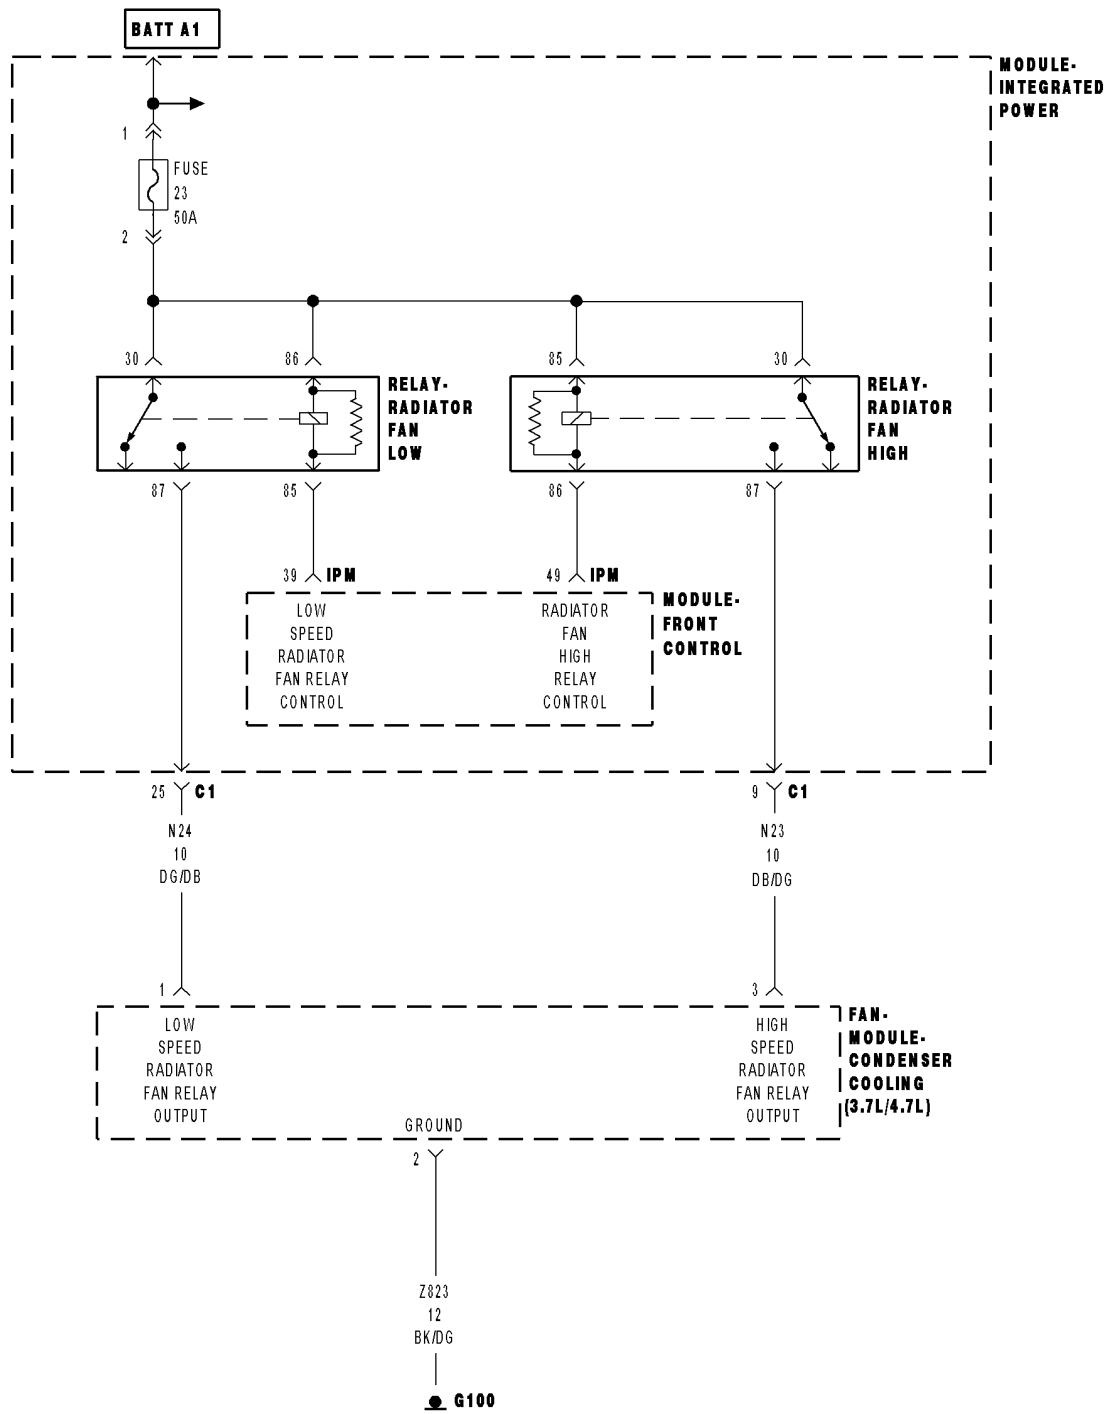 BATT A1
MODULE-
INTEGRATED
POWER
1
FUSE
23
50A
2
30
86
85
30
RELAY-
RADIATOR
FAN
LOW
RELAY-
RADIATOR
FAN
HIGH
87
85
86
87
39 IPM
49 IPM
LOW
SPEED
RADIATOR
FAN RELAY
CONTROL
RADIATOR
FAN
HIGH
RELAY
CONTROL
MODULE-
FRONT
CONTROL
25 C1
9 C1
N24
10
DG/DB
N23
10
DB/DG
1
3
LOW
SPEED
RADIATOR
FAN RELAY
OUTPUT
HIGH
SPEED
RADIATOR
FAN RELAY
OUTPUT
FAN-
MODULE-
CONDENSER
COOLING
(3.7L/4.7L)
GROUND
2
Z823
12
BK/DG
G100